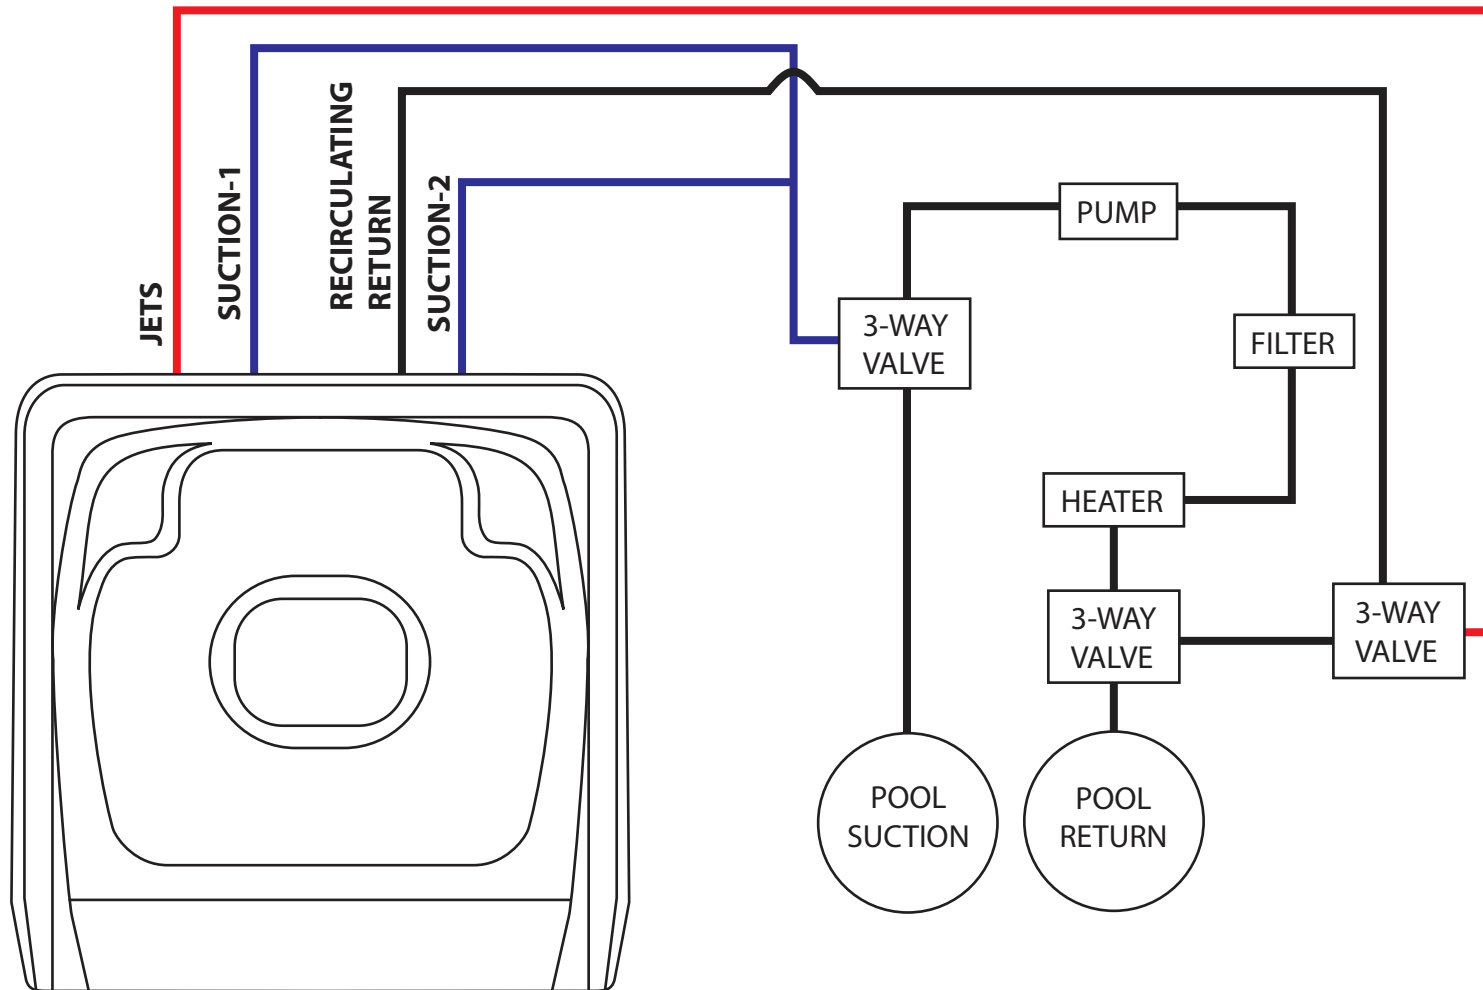 JETS
SUCTION-1
RECIRCULATING
RETURN
SUCTION-2
PUMP
3-WAY
VALVE
FILTER
HEATER
3-WAY
VALVE
3-WAY
VALVE
POOL
SUCTION
POOL
RETURN